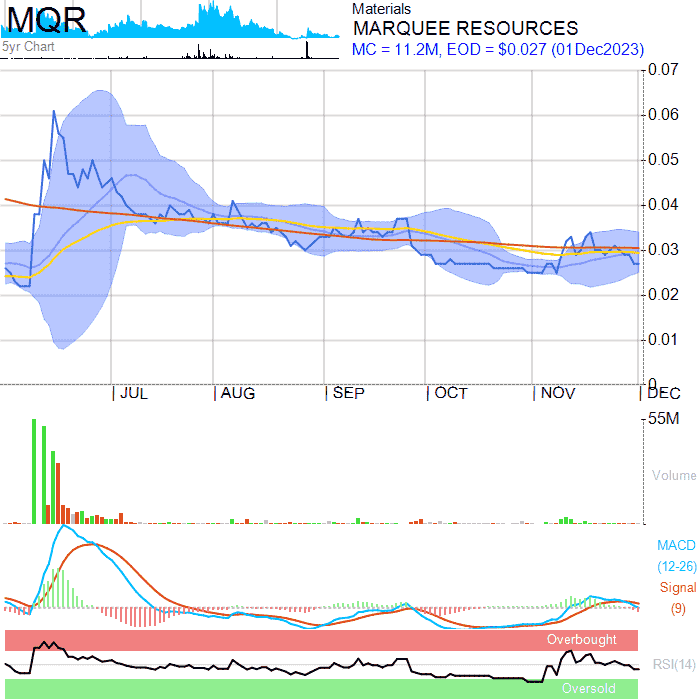 MQR
5yr Chart
Materials
MARQUEE RESOURCES
MC = 11.2M, EOD = $0.027 (01Dec2023)
0.07
0.06
0.05
0.04
0.03
0.02
0.01
0
JUL AUG SEP OCT NOV DEC
55M
Volume
MACD
(12-26)
Signal
(9)
Overbought
RSI(14)
Oversold